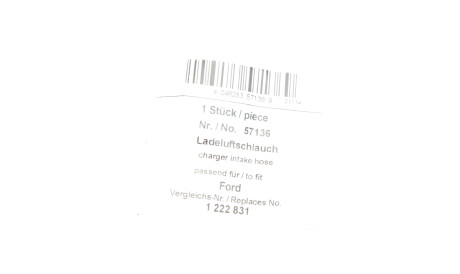 1 Stück / piece
Nr. / No. 57136
Ladeluftschlauch
charger intake hose
passend für / to fit
Ford
Vergleichs-Nr. / Replaces No.
1 222 831